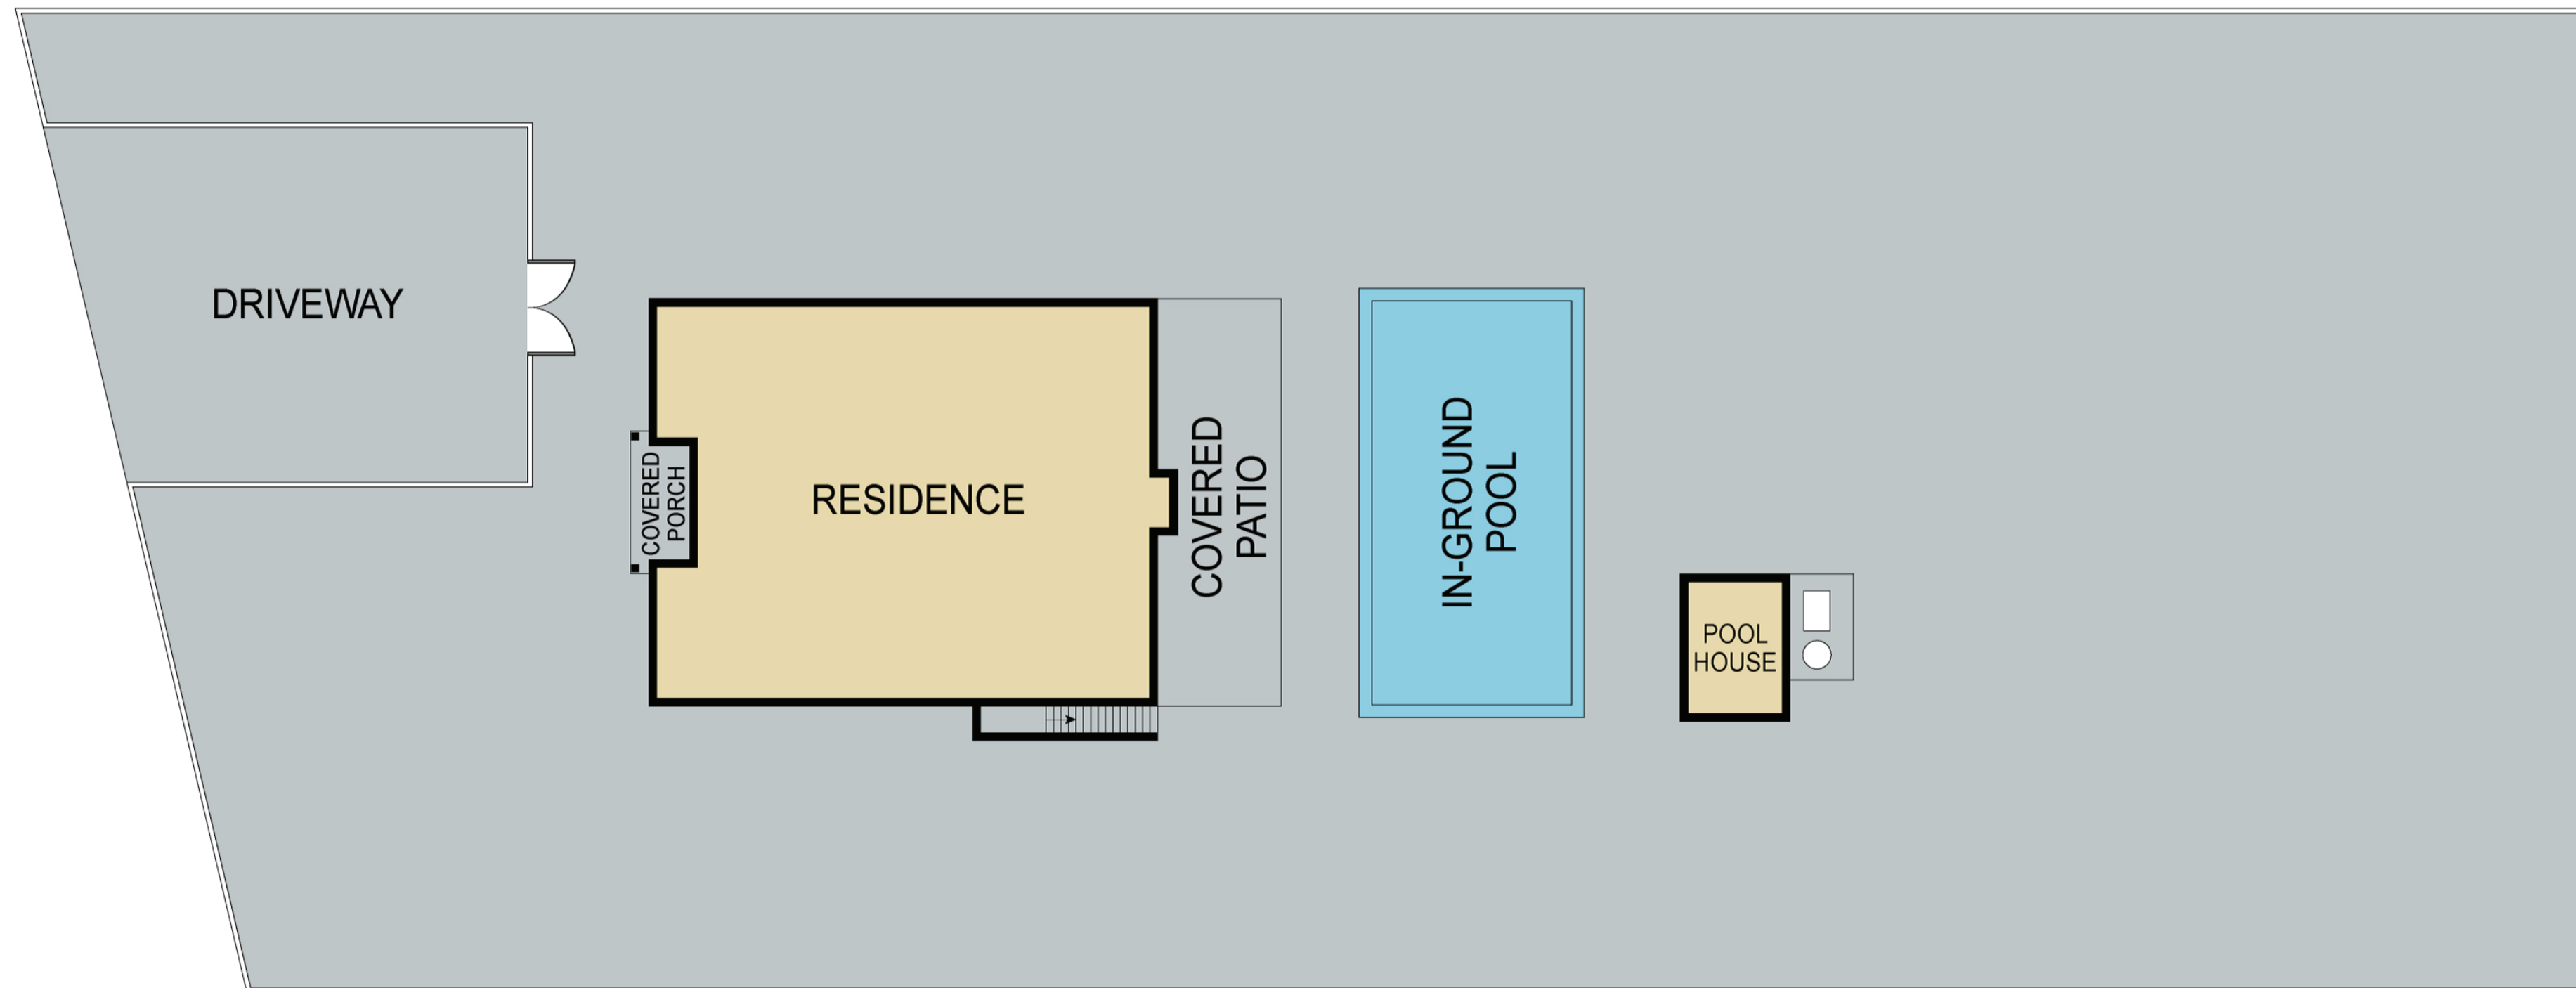 DRIVEWAY
COVERED
PORCH
RESIDENCE
COVERED
PATIO
IN-GROUND
POOL
POOL
HOUSE